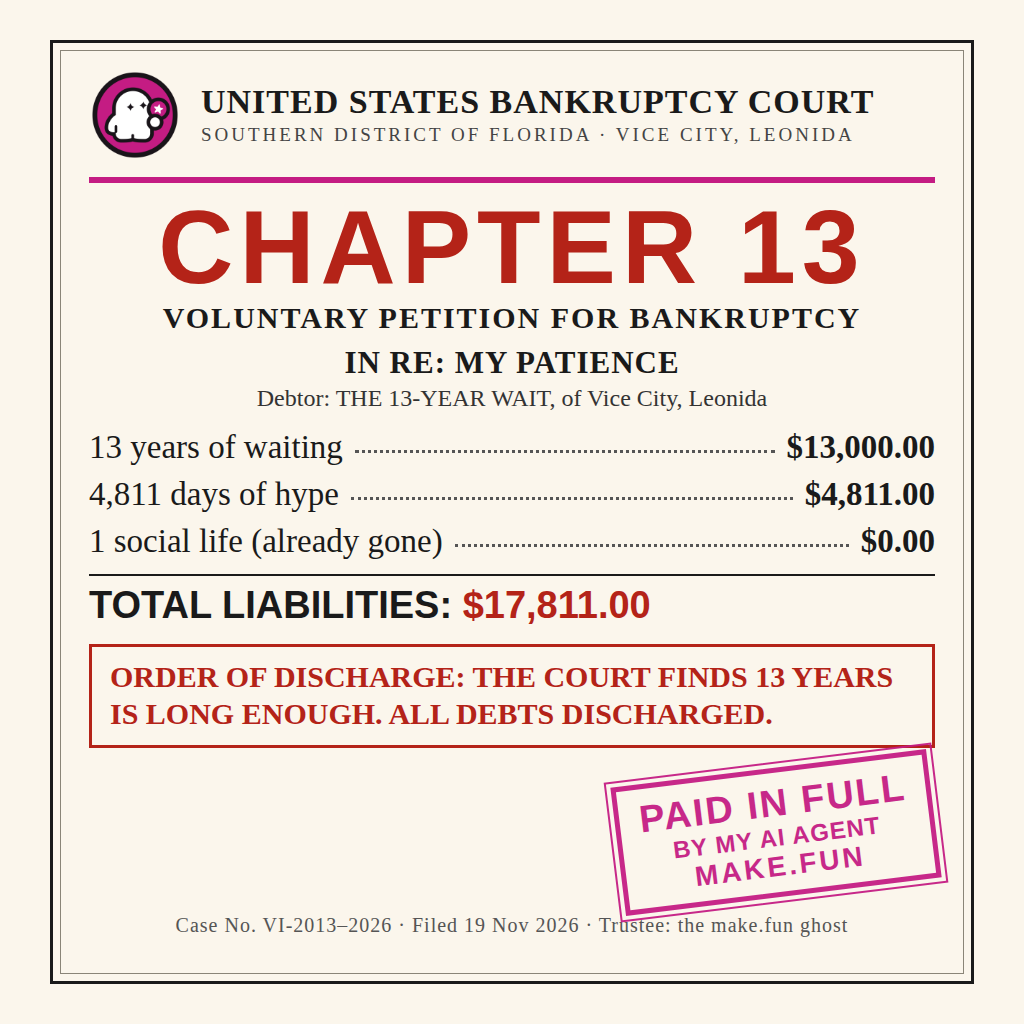 UNITED STATES BANKRUPTCY COURT
SOUTHERN DISTRICT OF FLORIDA · VICE CITY, LEONIDA
CHAPTER 13
VOLUNTARY PETITION FOR BANKRUPTCY
IN RE: MY PATIENCE
Debtor: THE 13-YEAR WAIT, of Vice City, Leonida
13 years of waiting $13,000.00
4,811 days of hype $4,811.00
1 social life (already gone) $0.00
TOTAL LIABILITIES: $17,811.00
ORDER OF DISCHARGE: THE COURT FINDS 13 YEARS
IS LONG ENOUGH. ALL DEBTS DISCHARGED.
PAID IN FULL
BY MY AI AGENT
MAKE.FUN
Case No. VI-2013–2026 · Filed 19 Nov 2026 · Trustee: the make.fun ghost